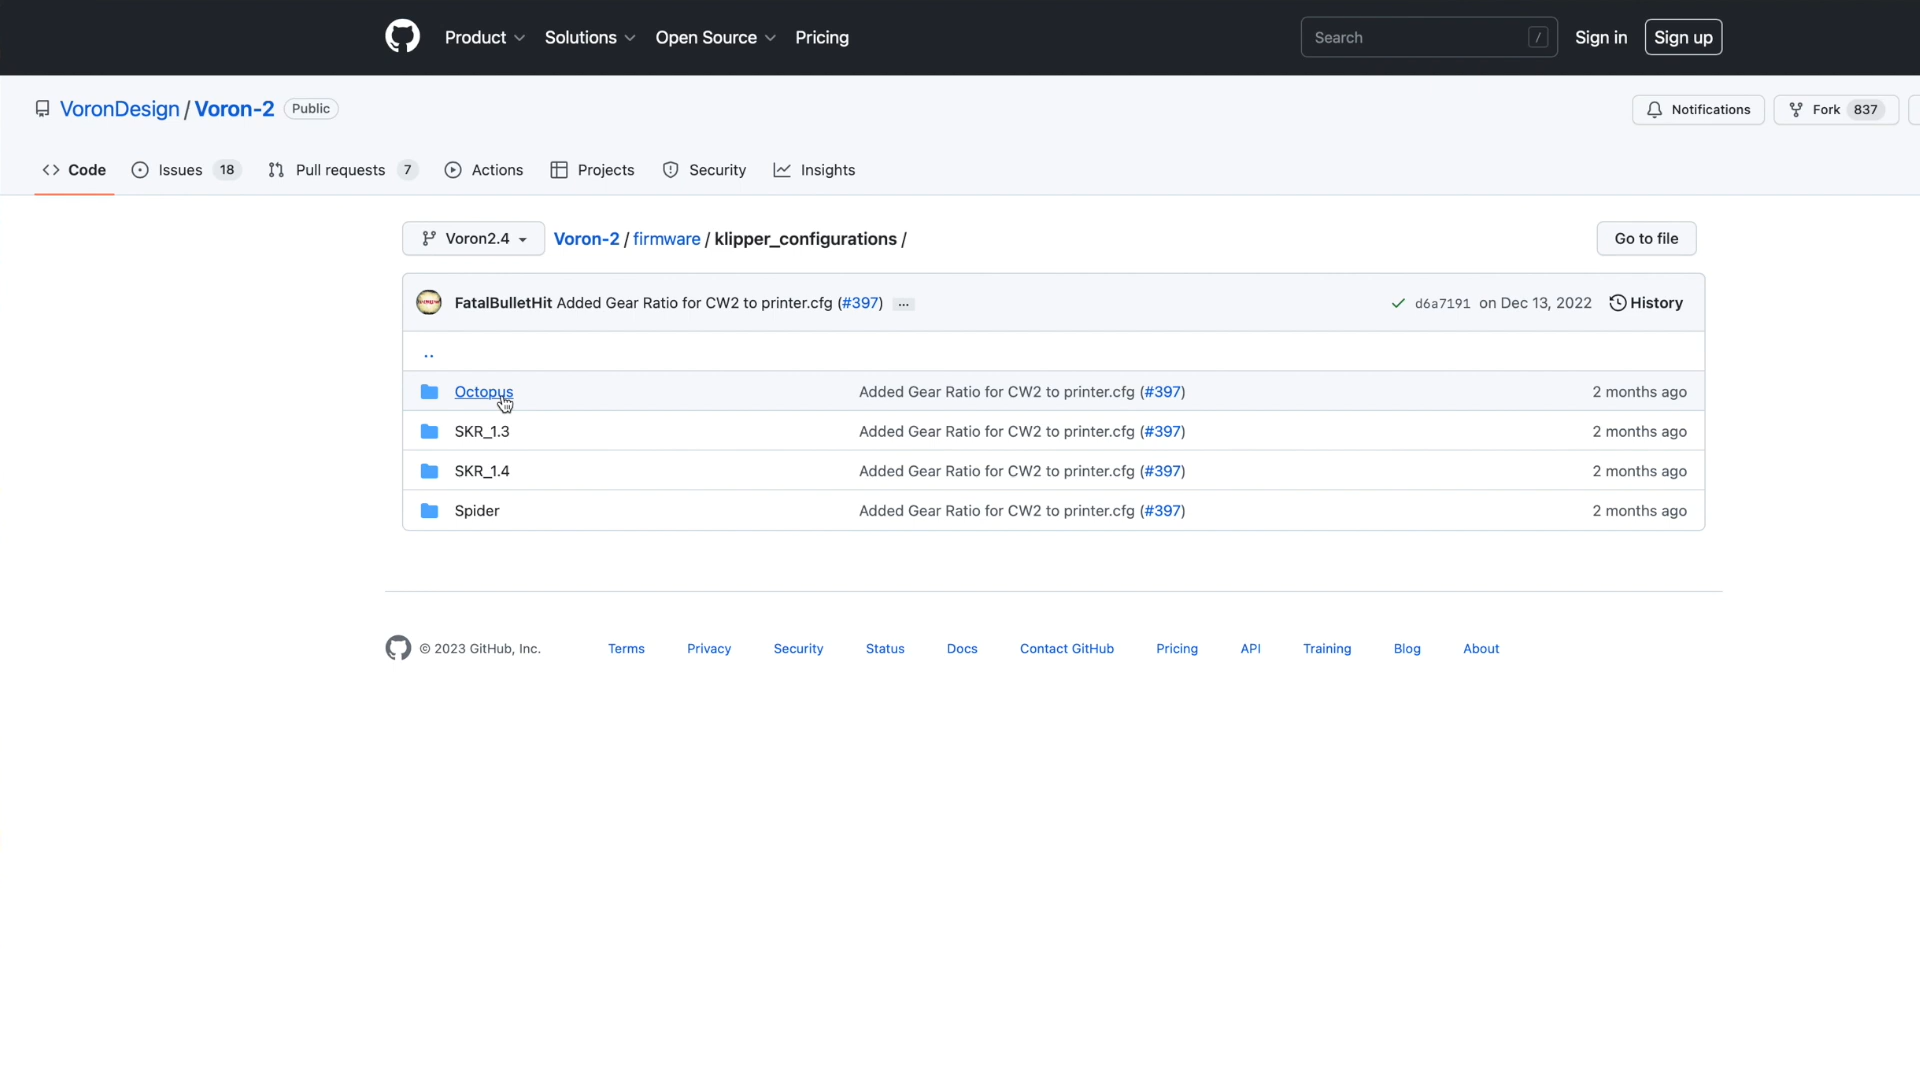 Product Solutions Open Source Pricing Search / Sign in Sign up
VoronDesign / Voron-2 Public Notifications Fork 837
Code Issues 18 Pull requests 7 Actions Projects Security Insights
Voron2.4 Voron-2 / firmware / klipper_configurations / Go to file
FatalBulletHit Added Gear Ratio for CW2 to printer.cfg (#397) ... d6a7191 on Dec 13, 2022 History
..
Octopus Added Gear Ratio for CW2 to printer.cfg (#397) 2 months ago
SKR_1.3 Added Gear Ratio for CW2 to printer.cfg (#397) 2 months ago
SKR_1.4 Added Gear Ratio for CW2 to printer.cfg (#397) 2 months ago
Spider Added Gear Ratio for CW2 to printer.cfg (#397) 2 months ago
© 2023 GitHub, Inc. Terms Privacy Security Status Docs Contact GitHub Pricing API Training Blog About